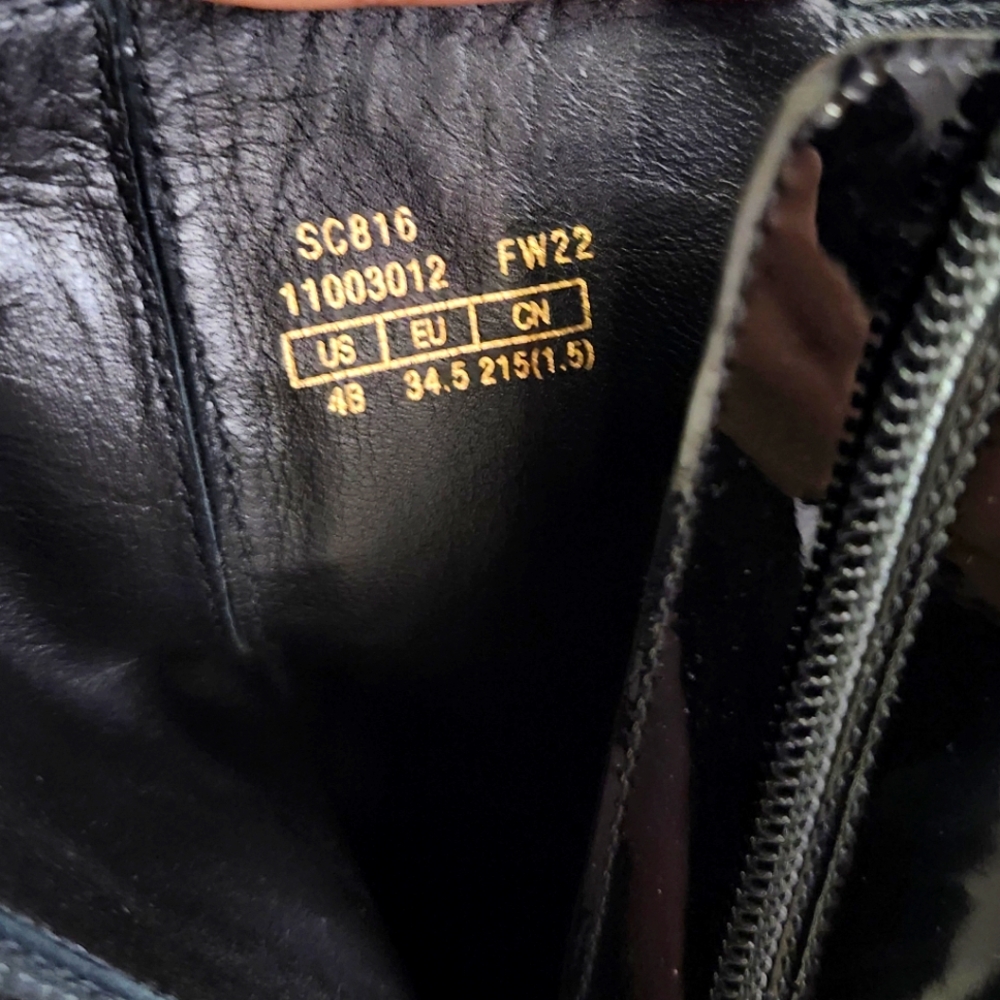 SC816
11003012 FW22
US EU CN
4B 34.5 215(1.5)